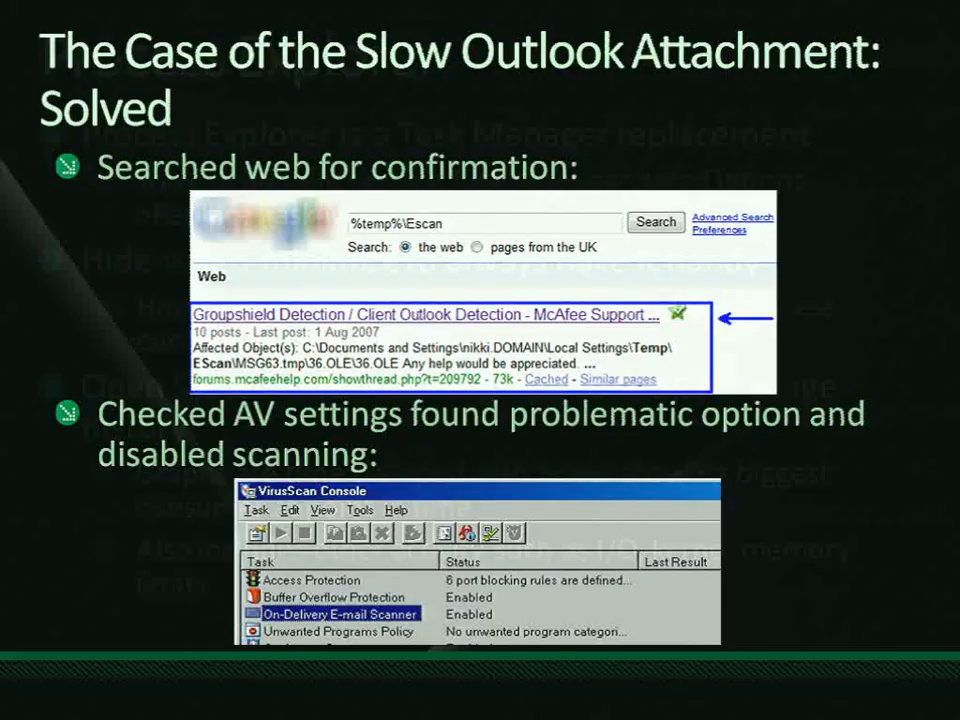 The Case of the Slow Outlook Attachment:
Solved
Searched web for confirmation:
Google
%temp%\Escan
Search
Advanced Search
Preferences
Search: the web pages from the UK
Web
Groupshield Detection / Client Outlook Detection - McAfee Support ...
10 posts - Last post: 1 Aug 2007
Affected Object(s): C:\Documents and Settings\nikki.DOMAIN\Local Settings\Temp\
EScan\MSG63.tmp\36.OLE\36.OLE Any help would be appreciated. ...
forums.mcafeehelp.com/showthread.php?t=209792 - 73k - Cached - Similar pages
Checked AV settings found problematic option and
disabled scanning:
VirusScan Console
Task Edit View Tools Help
Task Status Last Result
Access Protection 6 port blocking rules are defined...
Buffer Overflow Protection Enabled
On-Delivery E-mail Scanner Enabled
Unwanted Programs Policy No unwanted program categori...